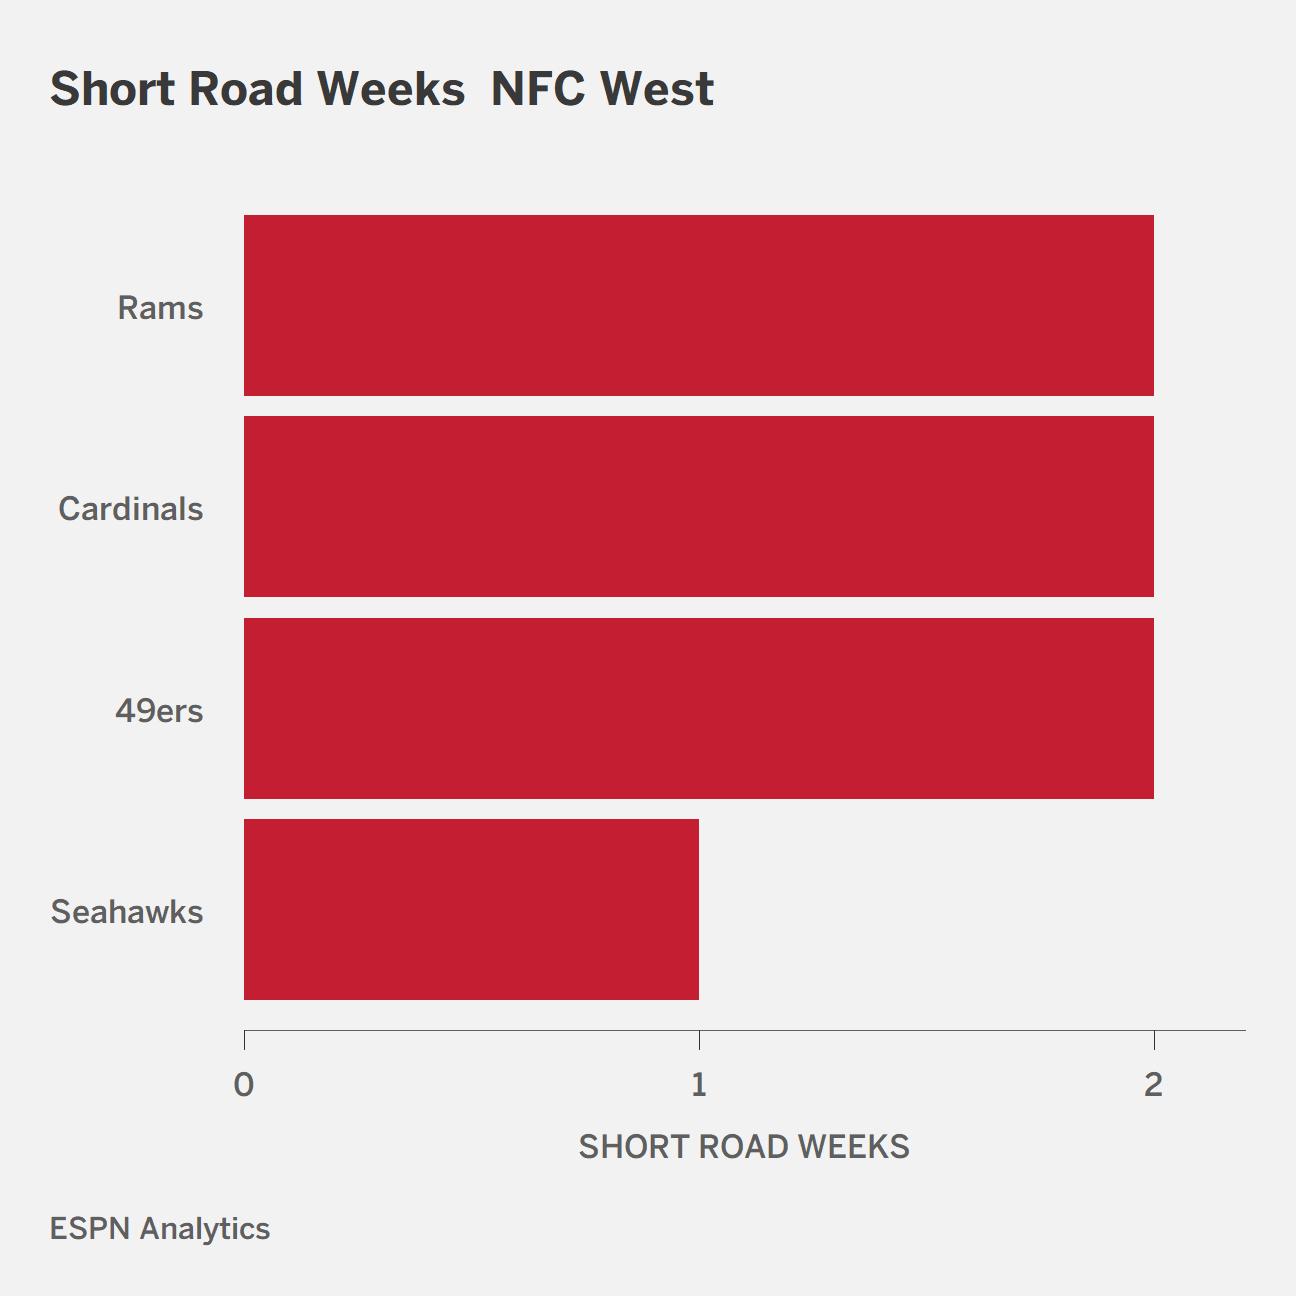 Short Road Weeks  NFC West
Rams
Cardinals
49ers
Seahawks
0 1 2
SHORT ROAD WEEKS
ESPN Analytics